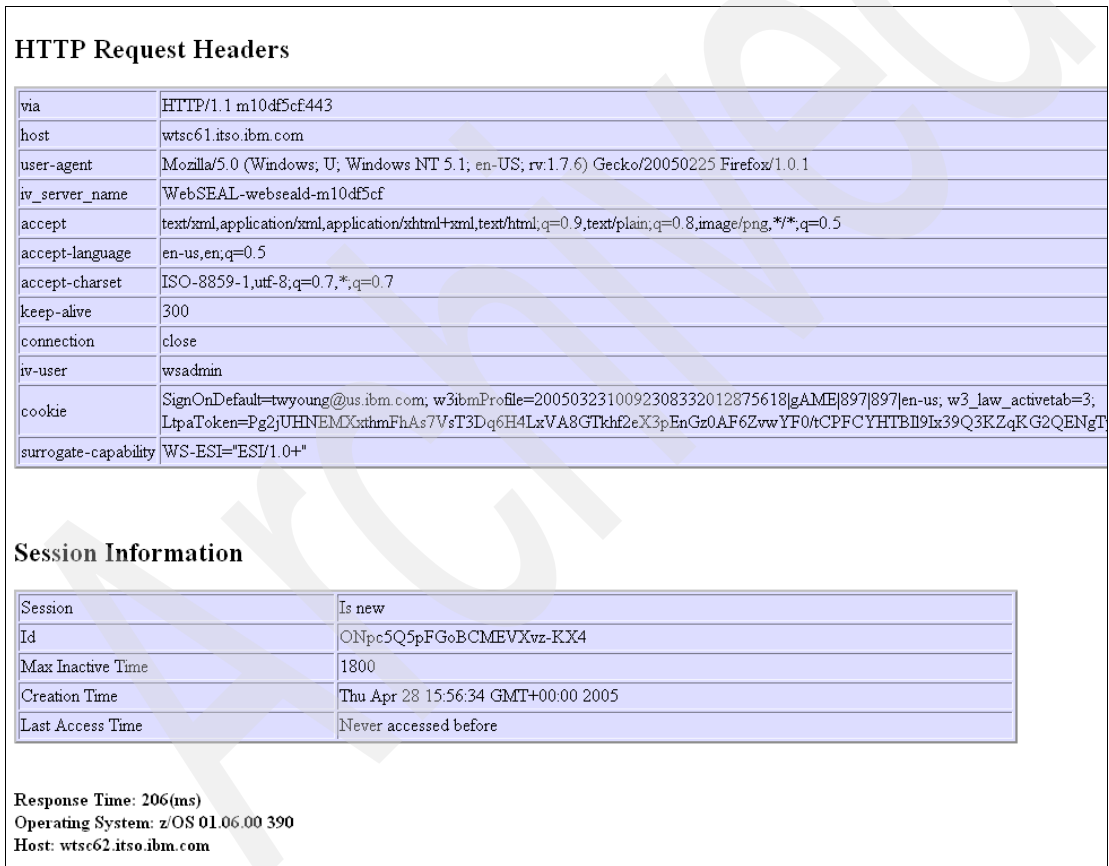 HTTP Request Headers
via HTTP/1.1 m10df5cf:443
host wtsc61.itso.ibm.com
user-agent Mozilla/5.0 (Windows; U; Windows NT 5.1; en-US; rv:1.7.6) Gecko/20050225 Firefox/1.0.1
iv_server_name WebSEAL-webseald-m10df5cf
accept text/xml,application/xml,application/xhtml+xml,text/html;q=0.9,text/plain;q=0.8,image/png,*/*;q=0.5
accept-language en-us,en;q=0.5
accept-charset ISO-8859-1,utf-8;q=0.7,*;q=0.7
keep-alive 300
connection close
iv-user wsadmin
cookie SignOnDefault=twyoung@us.ibm.com; w3ibmProfile=2005032310092308332012875618|gAME|897|897|en-us; w3_law_activetab=3;
LtpaToken=Pg2jUHNEMXxthmFhAs7VsT3Dq6H4LxVA8GTkhf2eX3pEnGz0AF6ZvwYF0/tCPFCYHTBIl9Ix39Q3KZqKG2QENgTy
surrogate-capability WS-ESI="ESI/1.0+"
Session Information
Session Is new
Id ONpc5Q5pFGoBCMEVXvz-KX4
Max Inactive Time 1800
Creation Time Thu Apr 28 15:56:34 GMT+00:00 2005
Last Access Time Never accessed before
Response Time: 206(ms)
Operating System: z/OS 01.06.00 390
Host: wtsc62.itso.ibm.com
Archived